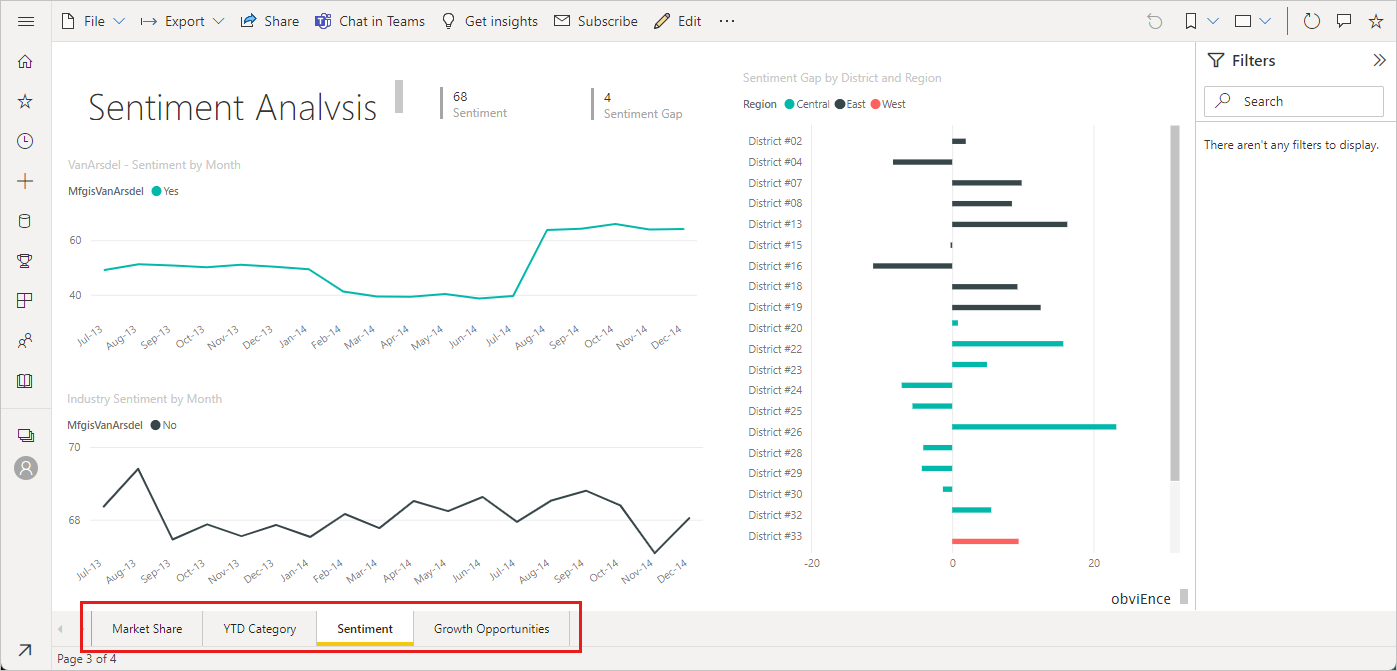 File Export Share Chat in Teams Get insights Subscribe Edit ...
Sentiment Analysis
68
Sentiment
4
Sentiment Gap
VanArsdel - Sentiment by Month
MfgisVanArsdel Yes
60
40
Jul-13 Aug-13 Sep-13 Oct-13 Nov-13 Dec-13 Jan-14 Feb-14 Mar-14 Apr-14 May-14 Jun-14 Jul-14 Aug-14 Sep-14 Oct-14 Nov-14 Dec-14
Industry Sentiment by Month
MfgisVanArsdel No
70
68
Jul-13 Aug-13 Sep-13 Oct-13 Nov-13 Dec-13 Jan-14 Feb-14 Mar-14 Apr-14 May-14 Jun-14 Jul-14 Aug-14 Sep-14 Oct-14 Nov-14 Dec-14
Sentiment Gap by District and Region
Region Central East West
District #02
District #04
District #07
District #08
District #13
District #15
District #16
District #18
District #19
District #20
District #22
District #23
District #24
District #25
District #26
District #28
District #29
District #30
District #32
District #33
-20 0 20
obviEnce
Filters
Search
There aren't any filters to display.
Market Share YTD Category Sentiment Growth Opportunities
Page 3 of 4